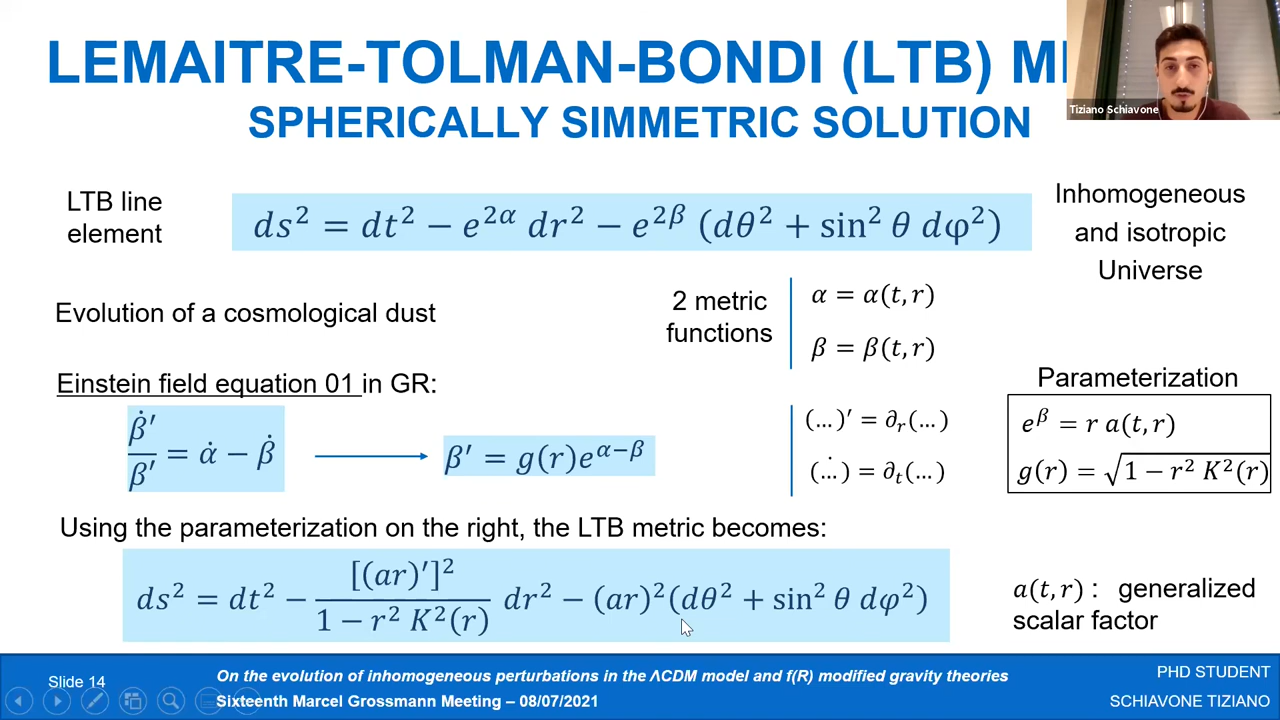 LEMAITRE-TOLMAN-BONDI (LTB)
SPHERICALLY SIMMETRIC SOLUTION
Tiziano Schiavone
LTB line
element
ds² = dt² − e^{2α} dr² − e^{2β} (dθ² + sin² θ dφ²)
Inhomogeneous
and isotropic
Universe
Evolution of a cosmological dust
2 metric
functions
α = α(t, r)
β = β(t, r)
Einstein field equation 01 in GR:
β̇′/β′ = α̇ − β̇
β′ = g(r)e^{α−β}
(…)′ = ∂_r(…)
(…)˙ = ∂_t(…)
Parameterization
e^β = r a(t, r)
g(r) = √(1 − r² K²(r))
Using the parameterization on the right, the LTB metric becomes:
ds² = dt² − [(ar)′]²/(1 − r² K²(r)) dr² − (ar)²(dθ² + sin² θ dφ²)
a(t, r) : generalized
scalar factor
Slide 14
On the evolution of inhomogeneous perturbations in the ΛCDM model and f(R) modified gravity theories
Sixteenth Marcel Grossmann Meeting – 08/07/2021
PHD STUDENT
SCHIAVONE TIZIANO